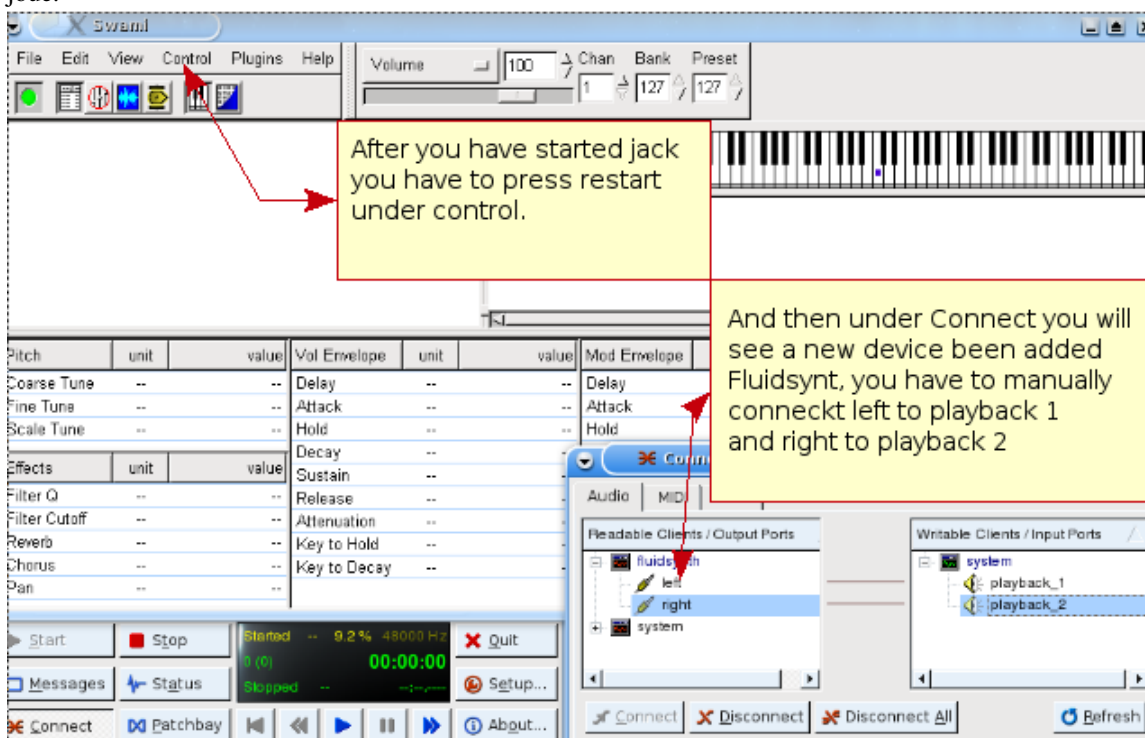 Swami
File Edit View Control Plugins Help
Volume 100 Chan Bank Preset
1 127 127
After you have started jack
you have to press restart
under control.
And then under Connect you will
see a new device been added
Fluidsynt, you have to manually
conneckt left to playback 1
and right to playback 2
Pitch unit value Vol Envelope unit value Mod Envelope
Coarse Tune -- -- Delay -- -- Delay
Fine Tune -- -- Attack -- -- Attack
Scale Tune -- -- Hold -- -- Hold
Decay --
Effects unit value Sustain --
Filter Q -- -- Release --
Filter Cutoff -- -- Attenuation --
Reverb -- -- Key to Hold --
Chorus -- -- Key to Decay --
Pan -- --
Audio MIDI
Readable Clients / Output Ports Writable Clients / Input Ports
fluidsynth system
left playback_1
right playback_2
system
Start Stop Started -- 9.2 % 48000 Hz Quit
0 (0) 00:00:00
Messages Status Stopped -- --:--.---- Setup...
Connect Patchbay About...
Connect Disconnect Disconnect All Refresh